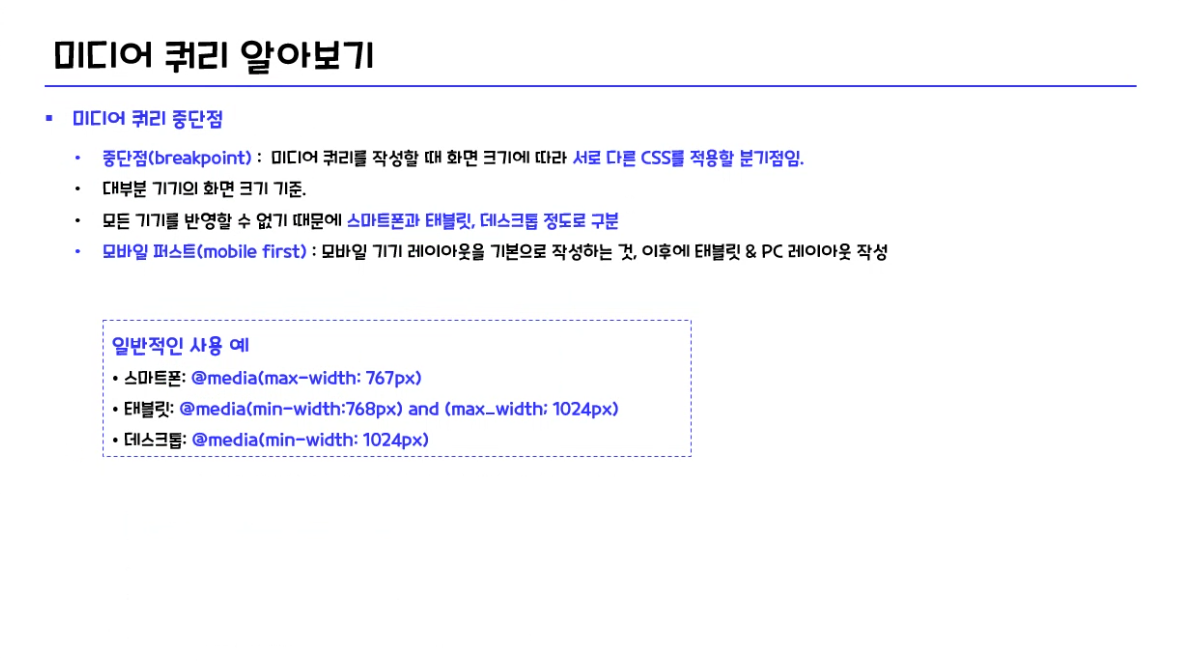 미디어 쿼리 알아보기
▪ 미디어 쿼리 중단점
• 중단점(breakpoint) : 미디어 쿼리를 작성할 때 화면 크기에 따라 서로 다른 CSS를 적용할 분기점임.
• 대부분 기기의 화면 크기 기준.
• 모든 기기를 반영할 수 없기 때문에 스마트폰과 태블릿, 데스크톱 정도로 구분
• 모바일 퍼스트(mobile first) : 모바일 기기 레이아웃을 기본으로 작성하는 것, 이후에 태블릿 & PC 레이아웃 작성
일반적인 사용 예
• 스마트폰: @media(max-width: 767px)
• 태블릿: @media(min-width:768px) and (max_width; 1024px)
• 데스크톱: @media(min-width: 1024px)